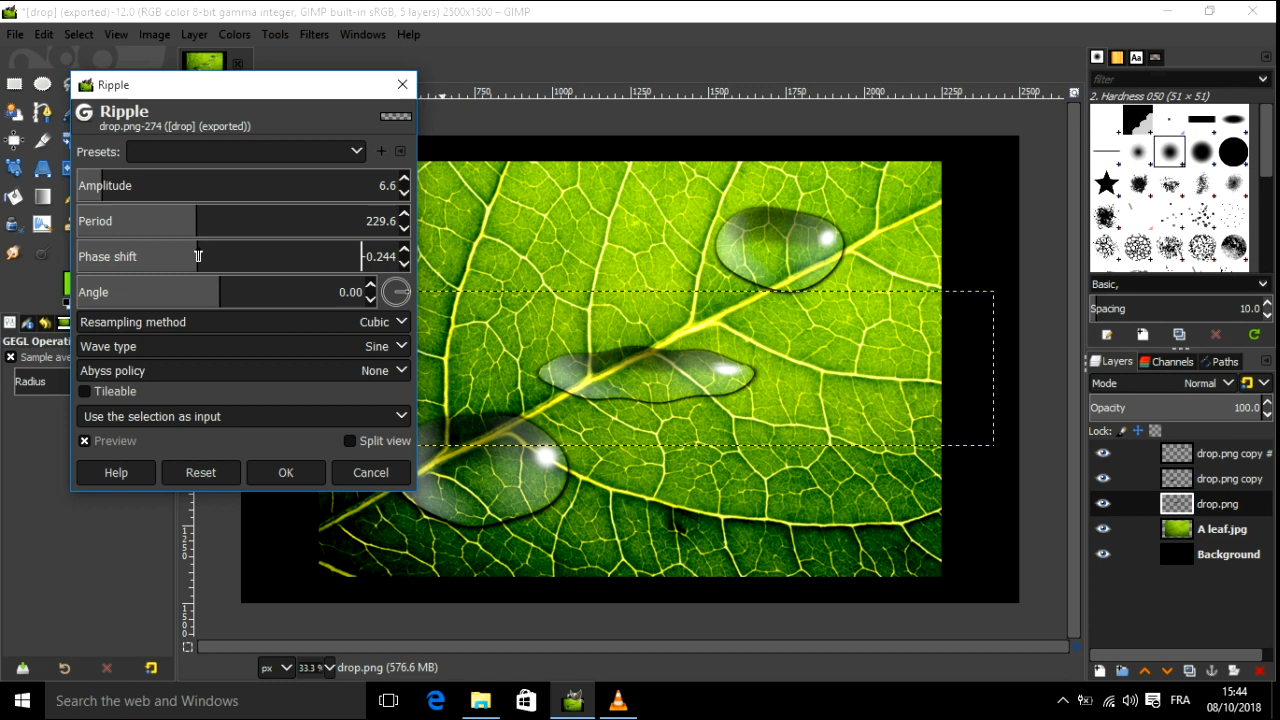 *[drop] (exported)-12.0 (RGB color 8-bit gamma integer, GIMP built-in sRGB, 5 layers) 2500x1500 – GIMP
File Edit Select View Image Layer Colors Tools Filters Windows Help
Ripple
Ripple
drop.png-274 ([drop] (exported))
Presets:
Amplitude 6.6
Period 229.6
Phase shift -0.244
Angle 0.00
Resampling method Cubic
Wave type Sine
Abyss policy None
Tileable
Use the selection as input
Preview Split view
Help Reset OK Cancel
GEGL Operati
Sample ave
Radius
750 1000 1250 1500 1750 2000 2250 2500
1250
1500
px 33.3 % drop.png (576.6 MB)
Aa
filter
2. Hardness 050 (51 × 51)
Basic,
Spacing 10.0
Layers Channels Paths
Mode Normal
Opacity 100.0
Lock:
drop.png copy #
drop.png copy
drop.png
A leaf.jpg
Background
Search the web and Windows
FRA
15:44
08/10/2018